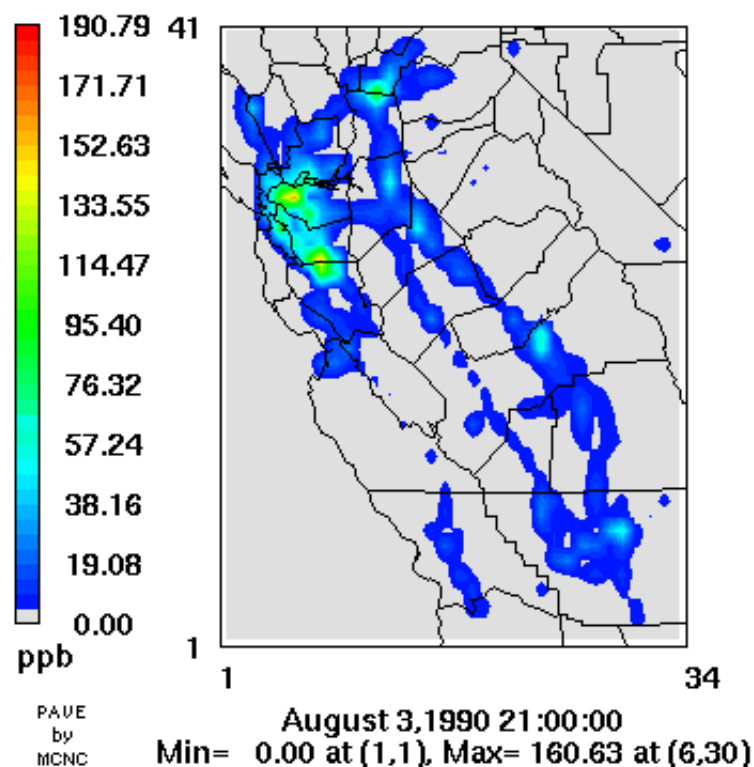 190.79
171.71
152.63
133.55
114.47
95.40
76.32
57.24
38.16
19.08
0.00
ppb
41
1
1
34
PAVE
by
MCNC
August 3,1990 21:00:00
Min= 0.00 at (1,1), Max= 160.63 at (6,30)